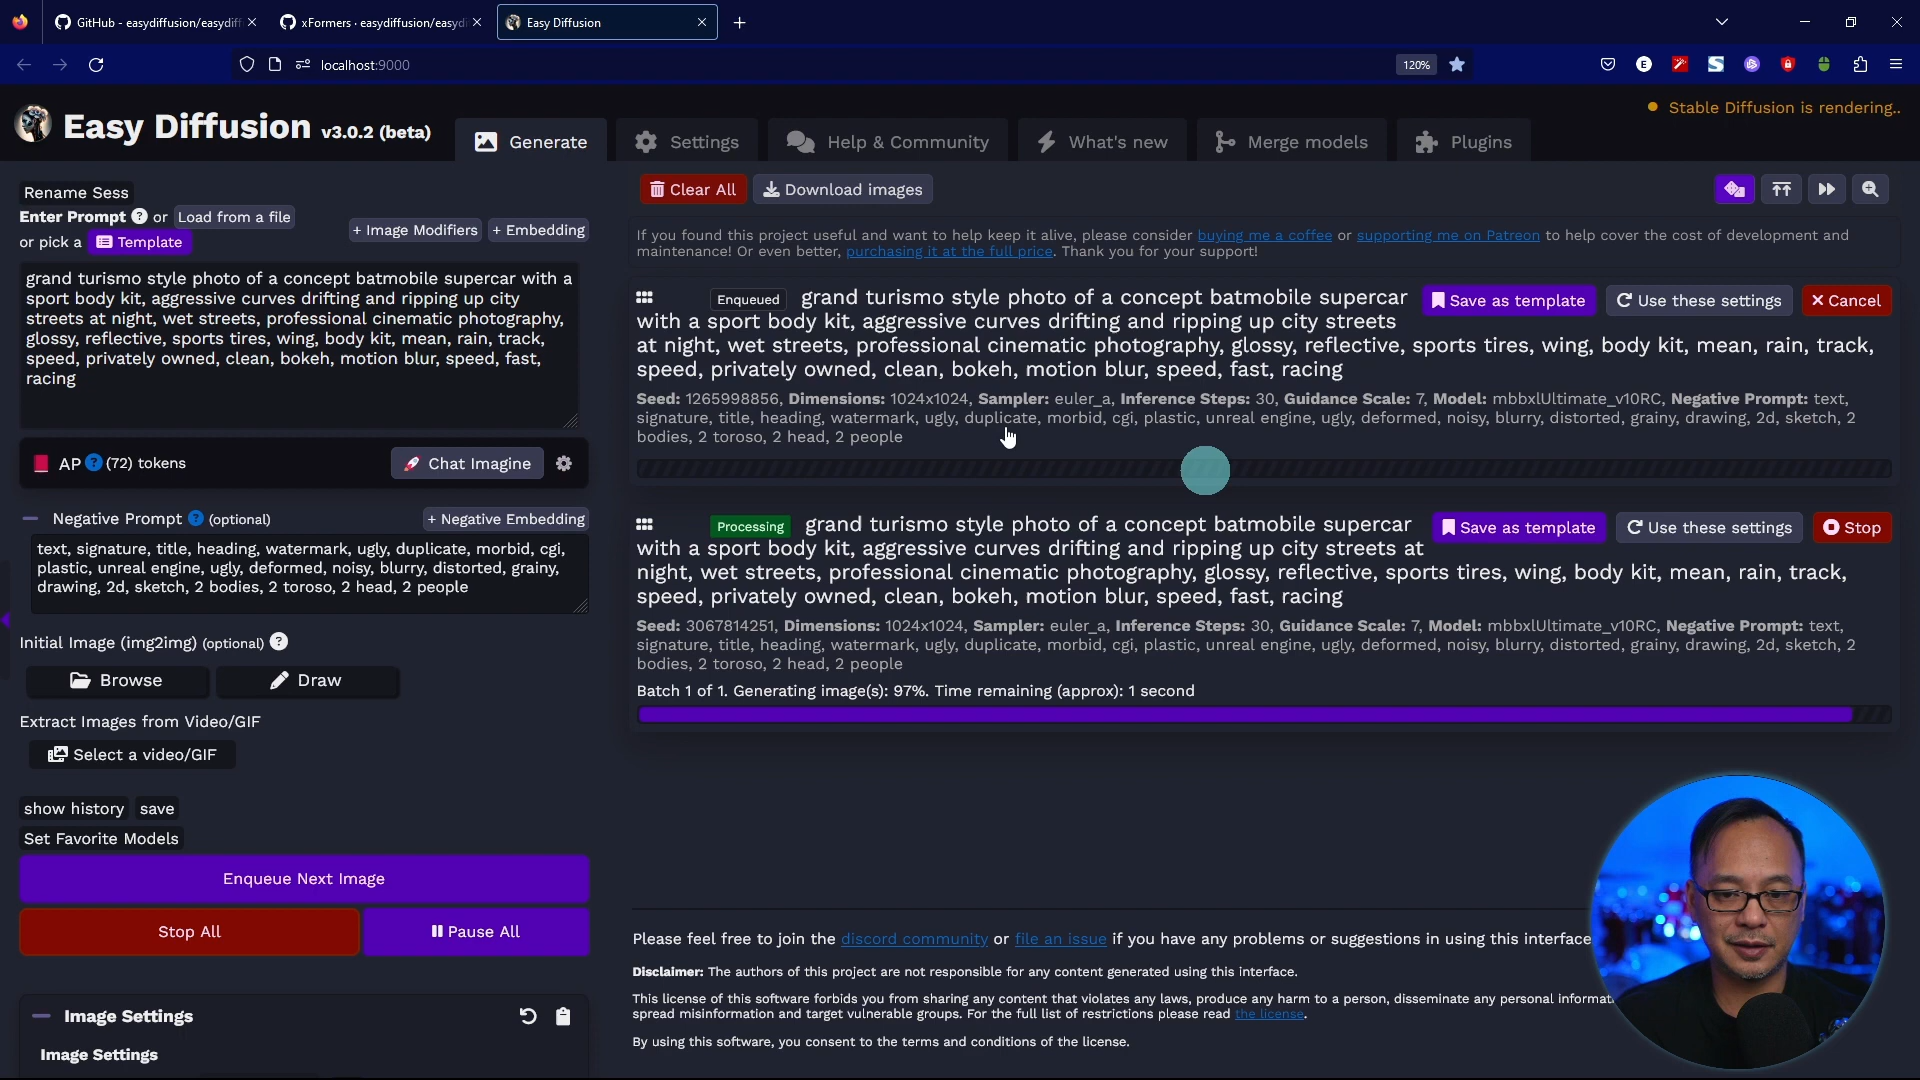 GitHub - easydiffusion/easydiff
xFormers · easydiffusion/easydi
Easy Diffusion
localhost:9000
120%
Easy Diffusion v3.0.2 (beta)
Generate
Settings
Help & Community
What's new
Merge models
Plugins
Stable Diffusion is rendering..
Rename Sess
Enter Prompt ? or Load from a file
or pick a Template
+ Image Modifiers
+ Embedding
grand turismo style photo of a concept batmobile supercar with a
sport body kit, aggressive curves drifting and ripping up city
streets at night, wet streets, professional cinematic photography,
glossy, reflective, sports tires, wing, body kit, mean, rain, track,
speed, privately owned, clean, bokeh, motion blur, speed, fast,
racing
AP ? (72) tokens
Chat Imagine
Negative Prompt ? (optional)
+ Negative Embedding
text, signature, title, heading, watermark, ugly, duplicate, morbid, cgi,
plastic, unreal engine, ugly, deformed, noisy, blurry, distorted, grainy,
drawing, 2d, sketch, 2 bodies, 2 toroso, 2 head, 2 people
Initial Image (img2img) (optional) ?
Browse
Draw
Extract Images from Video/GIF
Select a video/GIF
show history
save
Set Favorite Models
Enqueue Next Image
Stop All
Pause All
Image Settings
Image Settings
Clear All
Download images
If you found this project useful and want to help keep it alive, please consider buying me a coffee or supporting me on Patreon to help cover the cost of development and
maintenance! Or even better, purchasing it at the full price. Thank you for your support!
Enqueued grand turismo style photo of a concept batmobile supercar
Save as template
Use these settings
Cancel
with a sport body kit, aggressive curves drifting and ripping up city streets
at night, wet streets, professional cinematic photography, glossy, reflective, sports tires, wing, body kit, mean, rain, track,
speed, privately owned, clean, bokeh, motion blur, speed, fast, racing
Seed: 1265998856, Dimensions: 1024x1024, Sampler: euler_a, Inference Steps: 30, Guidance Scale: 7, Model: mbbxlUltimate_v10RC, Negative Prompt: text,
signature, title, heading, watermark, ugly, duplicate, morbid, cgi, plastic, unreal engine, ugly, deformed, noisy, blurry, distorted, grainy, drawing, 2d, sketch, 2
bodies, 2 toroso, 2 head, 2 people
Processing grand turismo style photo of a concept batmobile supercar
Save as template
Use these settings
Stop
with a sport body kit, aggressive curves drifting and ripping up city streets at
night, wet streets, professional cinematic photography, glossy, reflective, sports tires, wing, body kit, mean, rain, track,
speed, privately owned, clean, bokeh, motion blur, speed, fast, racing
Seed: 3067814251, Dimensions: 1024x1024, Sampler: euler_a, Inference Steps: 30, Guidance Scale: 7, Model: mbbxlUltimate_v10RC, Negative Prompt: text,
signature, title, heading, watermark, ugly, duplicate, morbid, cgi, plastic, unreal engine, ugly, deformed, noisy, blurry, distorted, grainy, drawing, 2d, sketch, 2
bodies, 2 toroso, 2 head, 2 people
Batch 1 of 1. Generating image(s): 97%. Time remaining (approx): 1 second
Please feel free to join the discord community or file an issue if you have any problems or suggestions in using this interface
Disclaimer: The authors of this project are not responsible for any content generated using this interface.
This license of this software forbids you from sharing any content that violates any laws, produce any harm to a person, disseminate any personal informat
spread misinformation and target vulnerable groups. For the full list of restrictions please read the license.
By using this software, you consent to the terms and conditions of the license.